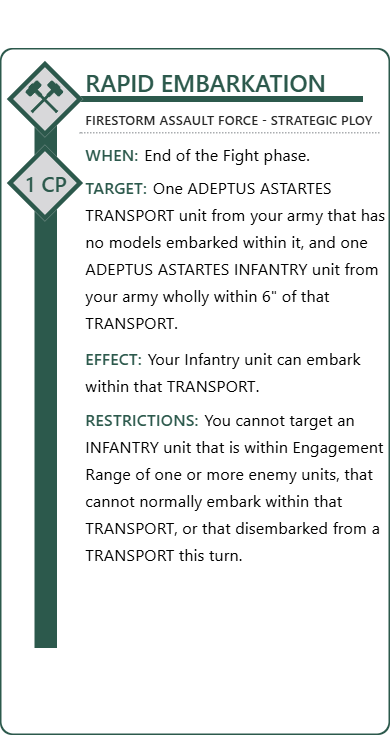 RAPID EMBARKATION
FIRESTORM ASSAULT FORCE - STRATEGIC PLOY
WHEN: End of the Fight phase.
1 CP
TARGET: One ADEPTUS ASTARTES
TRANSPORT unit from your army that has
no models embarked within it, and one
ADEPTUS ASTARTES INFANTRY unit from
your army wholly within 6" of that
TRANSPORT.
EFFECT: Your Infantry unit can embark
within that TRANSPORT.
RESTRICTIONS: You cannot target an
INFANTRY unit that is within Engagement
Range of one or more enemy units, that
cannot normally embark within that
TRANSPORT, or that disembarked from a
TRANSPORT this turn.